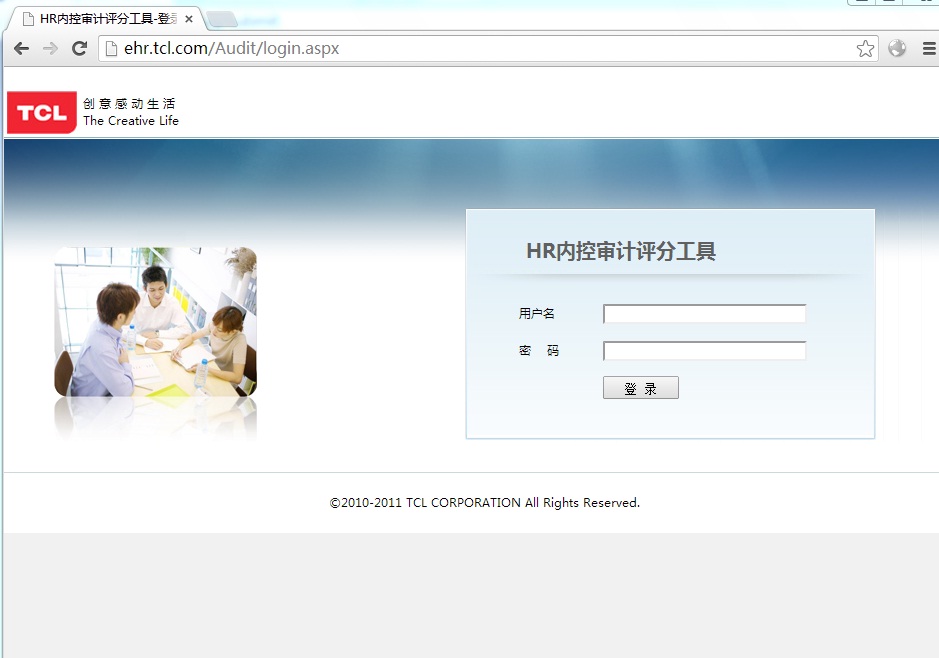 HR内控审计评分工具-登录
ehr.tcl.com/Audit/login.aspx
TCL
创意感动生活
The Creative Life
HR内控审计评分工具
用户名
密 码
登 录
©2010-2011 TCL CORPORATION All Rights Reserved.